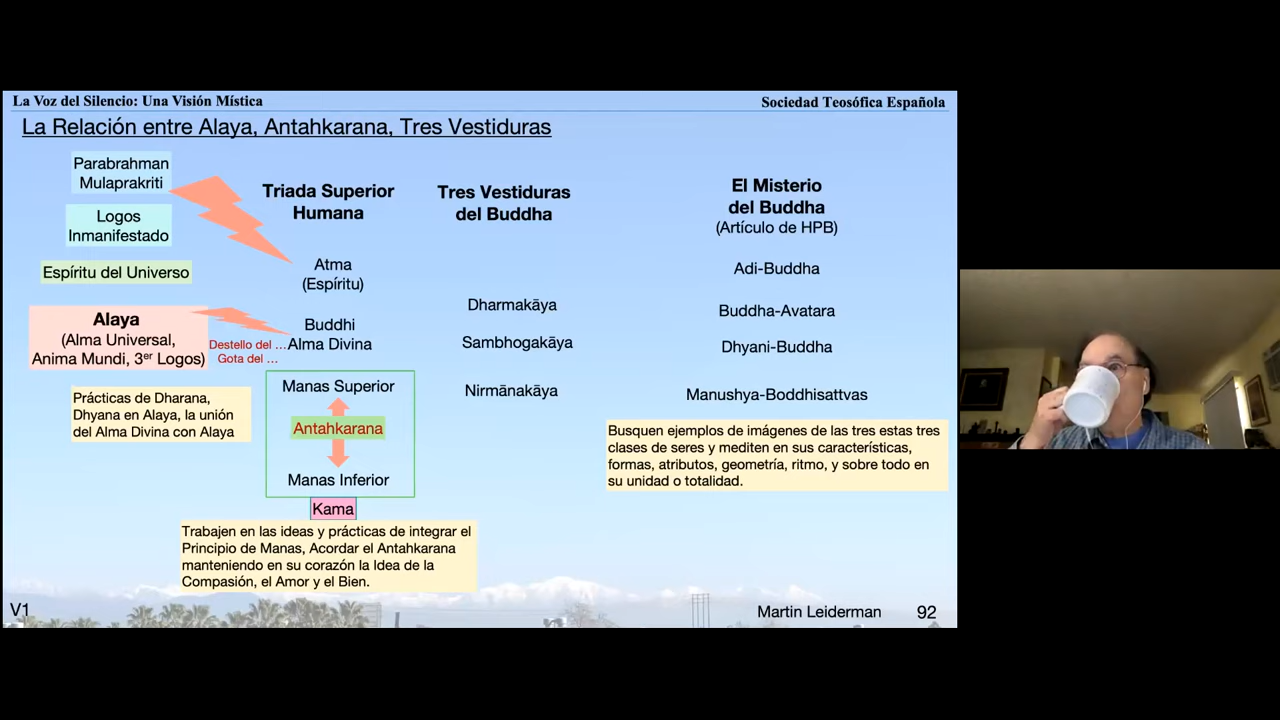 La Voz del Silencio: Una Visión Mística
Sociedad Teosófica Española
La Relación entre Alaya, Antahkarana, Tres Vestiduras
Parabrahman
Mulaprakriti
Logos
Inmanifestado
Espíritu del Universo
Alaya
(Alma Universal,
Anima Mundi, 3er Logos)
Destello del ...
Gota del ...
Prácticas de Dharana,
Dhyana en Alaya, la unión
del Alma Divina con Alaya
Triada Superior
Humana
Atma
(Espíritu)
Buddhi
Alma Divina
Manas Superior
Antahkarana
Manas Inferior
Kama
Trabajen en las ideas y prácticas de integrar el
Principio de Manas, Acordar el Antahkarana
manteniendo en su corazón la Idea de la
Compasión, el Amor y el Bien.
Tres Vestiduras
del Buddha
Dharmakāya
Sambhogakāya
Nirmānakāya
El Misterio
del Buddha
(Artículo de HPB)
Adi-Buddha
Buddha-Avatara
Dhyani-Buddha
Manushya-Boddhisattvas
Busquen ejemplos de imágenes de las tres estas tres
clases de seres y mediten en sus características,
formas, atributos, geometría, ritmo, y sobre todo en
su unidad o totalidad.
V1
Martin Leiderman
92